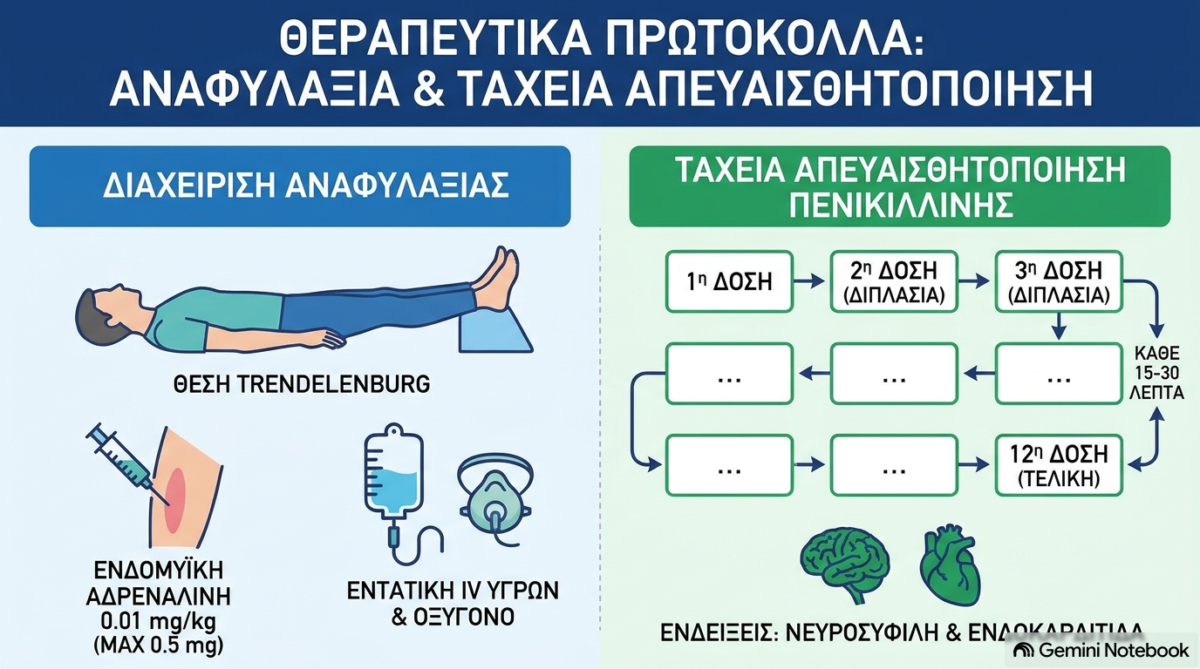 ΘΕΡΑΠΕΥΤΙΚΑ ΠΡΩΤΟΚΟΛΛΑ:
ΑΝΑΦΥΛΑΞΙΑ & ΤΑΧΕΙΑ ΑΠΕΥΑΙΣΘΗΤΟΠΟΙΗΣΗ
ΔΙΑΧΕΙΡΙΣΗ ΑΝΑΦΥΛΑΞΙΑΣ
ΘΕΣΗ TRENDELENBURG
ΕΝΔΟΜΥΪΚΗ
ΑΔΡΕΝΑΛΙΝΗ
0.01 mg/kg
(MAX 0.5 mg)
ΕΝΤΑΤΙΚΗ IV ΥΓΡΩΝ
& ΟΞΥΓΟΝΟ
ΤΑΧΕΙΑ ΑΠΕΥΑΙΣΘΗΤΟΠΟΙΗΣΗ
ΠΕΝΙΚΙΛΛΙΝΗΣ
1η ΔΟΣΗ
2η ΔΟΣΗ
(ΔΙΠΛΑΣΙΑ)
3η ΔΟΣΗ
(ΔΙΠΛΑΣΙΑ)
...
...
...
ΚΑΘΕ
15-30
ΛΕΠΤΑ
...
...
12η ΔΟΣΗ
(ΤΕΛΙΚΗ)
ΕΝΔΕΙΞΕΙΣ: ΝΕΥΡΟΣΥΦΙΛΗ & ΕΝΔΟΚΑΡΔΙΤΙΔΑ
Gemini Notebook